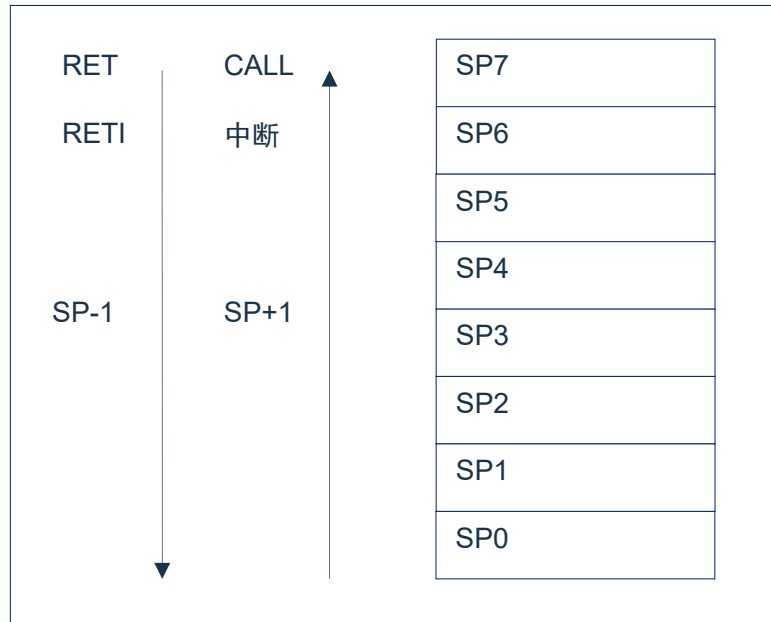 RET CALL SP7
RETI 中断 SP6
SP5
SP4
SP-1 SP+1 SP3
SP2
SP1
SP0